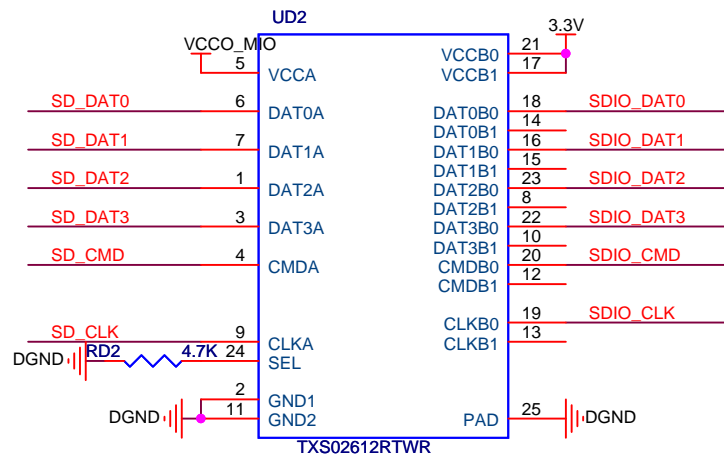 UD2
VCCO_MIO
3.3V
5 VCCA VCCB0 21
VCCB1 17
SD_DAT0 6 DAT0A DAT0B0 18 SDIO_DAT0
DAT0B1 14
SD_DAT1 7 DAT1A DAT1B0 16 SDIO_DAT1
DAT1B1 15
SD_DAT2 1 DAT2A DAT2B0 23 SDIO_DAT2
DAT2B1 8
SD_DAT3 3 DAT3A DAT3B0 22 SDIO_DAT3
DAT3B1 10
SD_CMD 4 CMDA CMDB0 20 SDIO_CMD
CMDB1 12
CLKB0 19 SDIO_CLK
SD_CLK 9 CLKA CLKB1 13
DGND RD2 4.7K 24 SEL
2 GND1
DGND 11 GND2 PAD 25 DGND
TXS02612RTWR